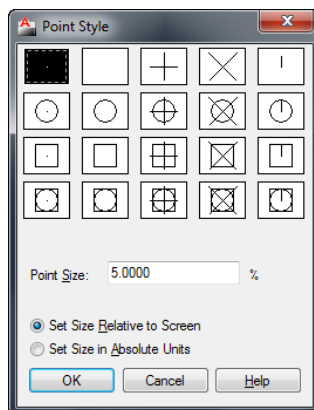 Point Style
Point Size: 5.0000 %
Set Size Relative to Screen
Set Size in Absolute Units
OK Cancel Help